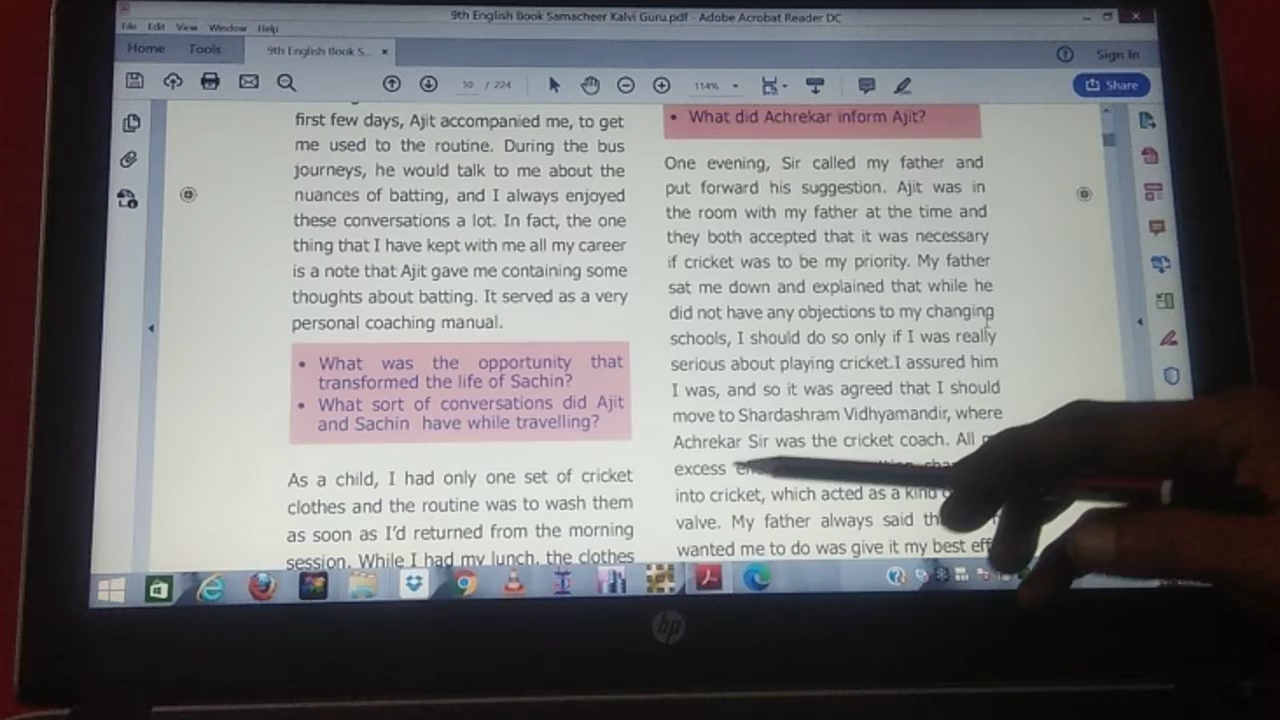 9th English Book Samacheer Kalvi Guru.pdf - Adobe Acrobat Reader DC
File Edit View Window Help
Home Tools 9th English Book S... × Sign In
10 / 224 114% Share
first few days, Ajit accompanied me, to get
me used to the routine. During the bus
journeys, he would talk to me about the
nuances of batting, and I always enjoyed
these conversations a lot. In fact, the one
thing that I have kept with me all my career
is a note that Ajit gave me containing some
thoughts about batting. It served as a very
personal coaching manual.
• What was the opportunity that
transformed the life of Sachin?
• What sort of conversations did Ajit
and Sachin have while travelling?
As a child, I had only one set of cricket
clothes and the routine was to wash them
as soon as I'd returned from the morning
session. While I had my lunch, the clothes
• What did Achrekar inform Ajit?
One evening, Sir called my father and
put forward his suggestion. Ajit was in
the room with my father at the time and
they both accepted that it was necessary
if cricket was to be my priority. My father
sat me down and explained that while he
did not have any objections to my changing
schools, I should do so only if I was really
serious about playing cricket.I assured him
I was, and so it was agreed that I should
move to Shardashram Vidhyamandir, where
Achrekar Sir was the cricket coach. All
excess
into cricket, which acted as a kind
valve. My father always said
wanted me to do was give it my best
hp